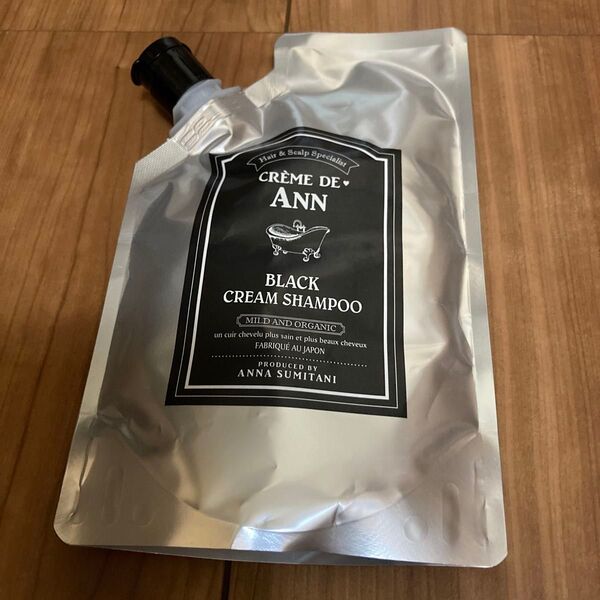 Hair & Scalp Specialist
CRÈME DE♥
ANN
BLACK
CREAM SHAMPOO
MILD AND ORGANIC
un cuir chevelu plus sain et plus beaux cheveux
FABRIQUÉ AU JAPON
PRODUCED BY
ANNA SUMITANI